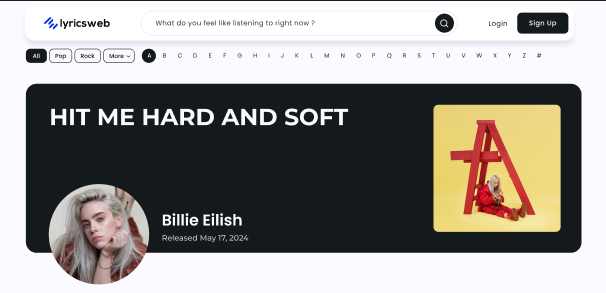 lyricsweb
What do you feel like listening to right now ?
Login
Sign Up
All Pop Rock More A B C D E F G H I J K L M N O P Q R S T U V W X Y Z #
HIT ME HARD AND SOFT
Billie Eilish
Released May 17, 2024